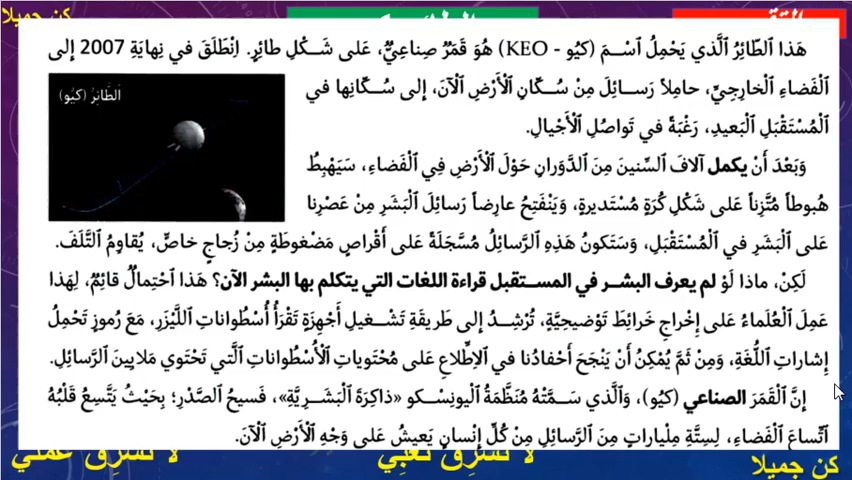 كن جميلا
هَذا ٱلطّائِرُ ٱلَّذي يَحْمِلُ ٱسْمَ (كيُو - KEO) هُوَ قَمَرٌ صِناعِيٌّ، عَلى شَكْلِ طائِرٍ. اِنْطَلَقَ في نِهايَةِ 2007 إلى
ٱلْفَضاءِ ٱلْخارِجِيِّ، حامِلاً رَسائِلَ مِنْ سُكّانِ ٱلْأَرْضِ ٱلْآنَ، إلى سُكّانِها في
ٱلْمُسْتَقْبَلِ ٱلْبَعيدِ، رَغْبَةً في تَواصُلِ ٱلْأَجْيالِ.
ٱلطّائِرُ (كيُو)
وَبَعْدَ أَنْ يكمل آلافَ ٱلسِّنينَ مِنَ ٱلدَّوَرانِ حَوْلَ ٱلْأَرْضِ فِي ٱلْفَضاءِ، سَيَهْبِطُ
هُبوطاً مُتَّزِناً عَلى شَكْلِ كُرَةٍ مُسْتَديرةٍ، وَيَنْفَتِحُ عارِضاً رَسائِلَ ٱلْبَشَرِ مِنْ عَصْرِنا
عَلى ٱلْبَشَرِ في ٱلْمُسْتَقْبَلِ، وَسَتَكونُ هَذِهِ ٱلرَّسائِلُ مُسَجَّلَةً عَلى أَقْراصٍ مَضْغوطَةٍ مِنْ زُجاجٍ خاصٍّ، يُقاوِمُ ٱلتَّلَفَ.
لَكِنْ، ماذا لَوْ لم يعرف البشر في المستقبل قراءة اللغات التي يتكلم بها البشر الآن؟ هَذا ٱحْتِمالٌ قائِمٌ، لِهَذا
عَمِلَ ٱلْعُلَماءُ عَلى إخْراجِ خَرائِطَ تَوْضيحِيَّةٍ، تُرْشِدُ إلى طَريقَةِ تَشْغيلِ أَجْهِزَةٍ تَقْرَأُ أُسْطُواناتِ ٱللَّيْزَرِ، مَعَ رُموزٍ تَحْمِلُ
إشاراتِ ٱللُّغَةِ، وَمِنْ ثَمَّ يُمْكِنُ أَنْ يَنْجَحَ أَحْفادُنا في ٱلِاطِّلاعِ عَلى مُحْتَوياتِ ٱلْأُسْطُواناتِ ٱلَّتي تَحْتَوي مَلايينَ ٱلرَّسائِلِ.
إنَّ ٱلْقَمَرَ الصناعي (كيُو)، وَٱلَّذي سَمَّتْهُ مُنَظَّمَةُ ٱلْيونِسْكو «ذاكِرَةَ ٱلْبَشَرِيَّةِ»، فَسيحُ ٱلصَّدْرِ؛ بِحَيْثُ يَتَّسِعُ قَلْبُهُ
ٱتِّساعَ ٱلْفَضاءِ، لِسِتَّةِ مِلْياراتٍ مِنَ ٱلرَّسائِلِ مِنْ كُلِّ إنْسانٍ يَعيشُ عَلى وَجْهِ ٱلْأَرْضِ ٱلْآنَ.
كن جميلا
لا تسرق تعبي
لا تسرق عملي